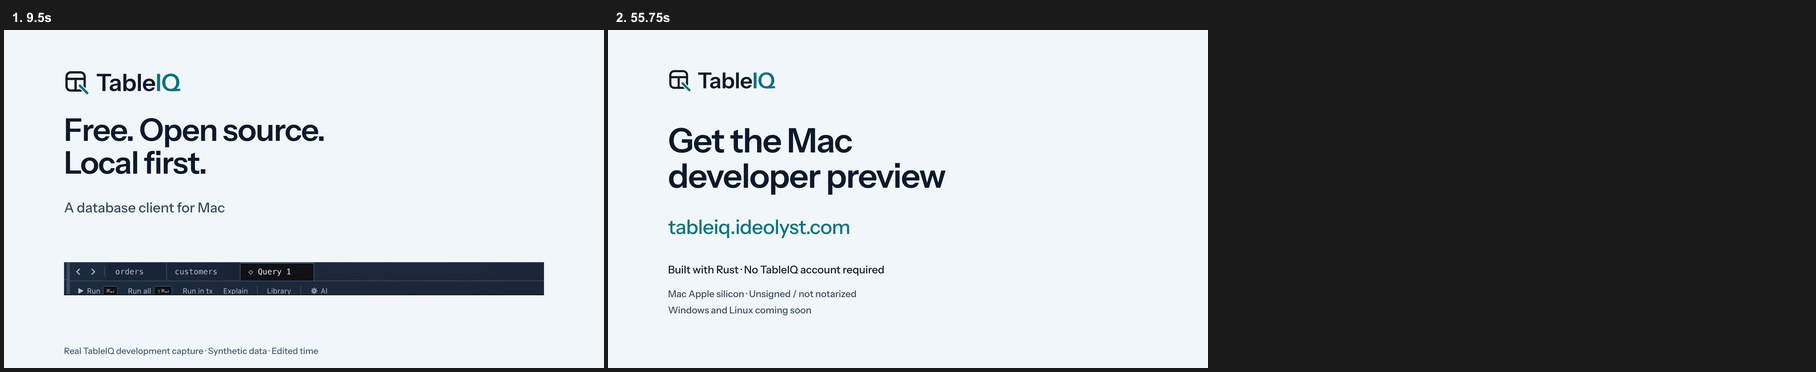 1. 9.5s
TableIQ
Free. Open source.
Local first.
A database client for Mac
orders customers ◇ Query 1
▶ Run Run all Run in tx Explain Library AI
Real TableIQ development capture · Synthetic data · Edited time
2. 55.75s
TableIQ
Get the Mac
developer preview
tableiq.ideolyst.com
Built with Rust · No TableIQ account required
Mac Apple silicon · Unsigned / not notarized
Windows and Linux coming soon